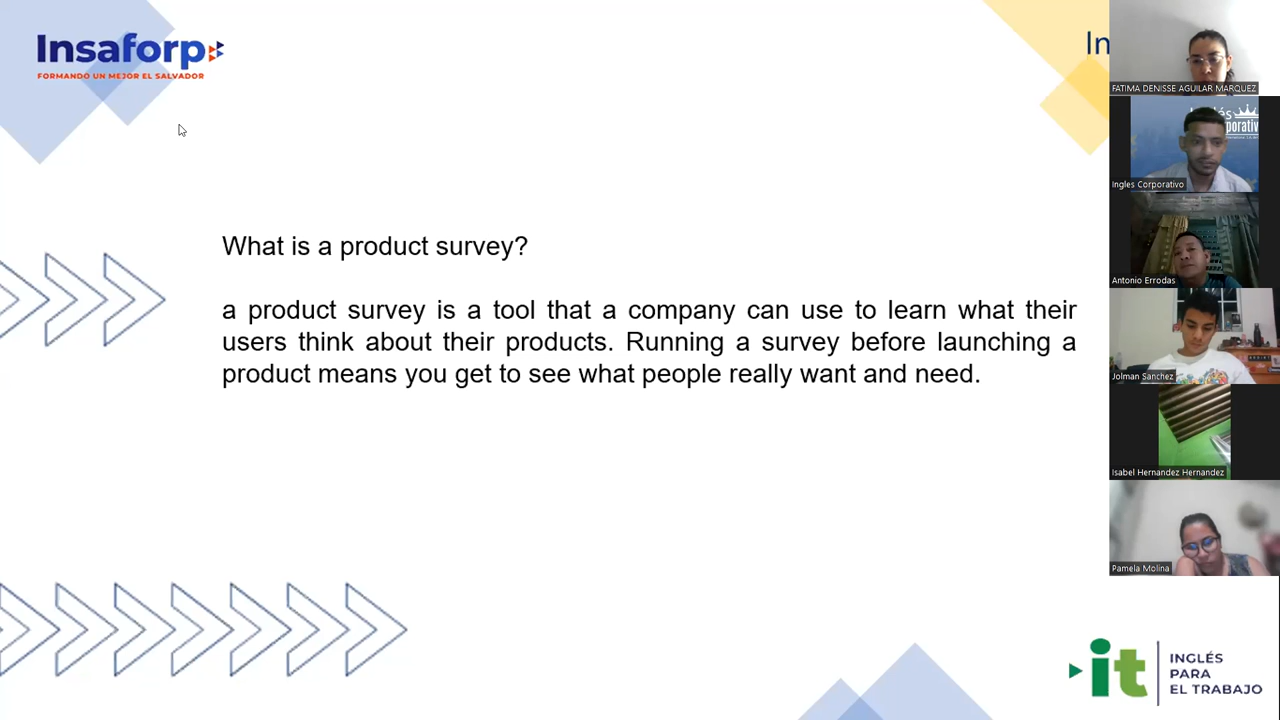 Insaforp
FORMANDO UN MEJOR EL SALVADOR
In
What is a product survey?
a product survey is a tool that a company can use to learn what their
users think about their products. Running a survey before launching a
product means you get to see what people really want and need.
FATIMA DENISSE AGUILAR MARQUEZ
Ingles Corporativo
Antonio Errodas
Jolman Sanchez
Isabel Hernandez Hernandez
Pamela Molina
it
INGLÉS
PARA
EL TRABAJO